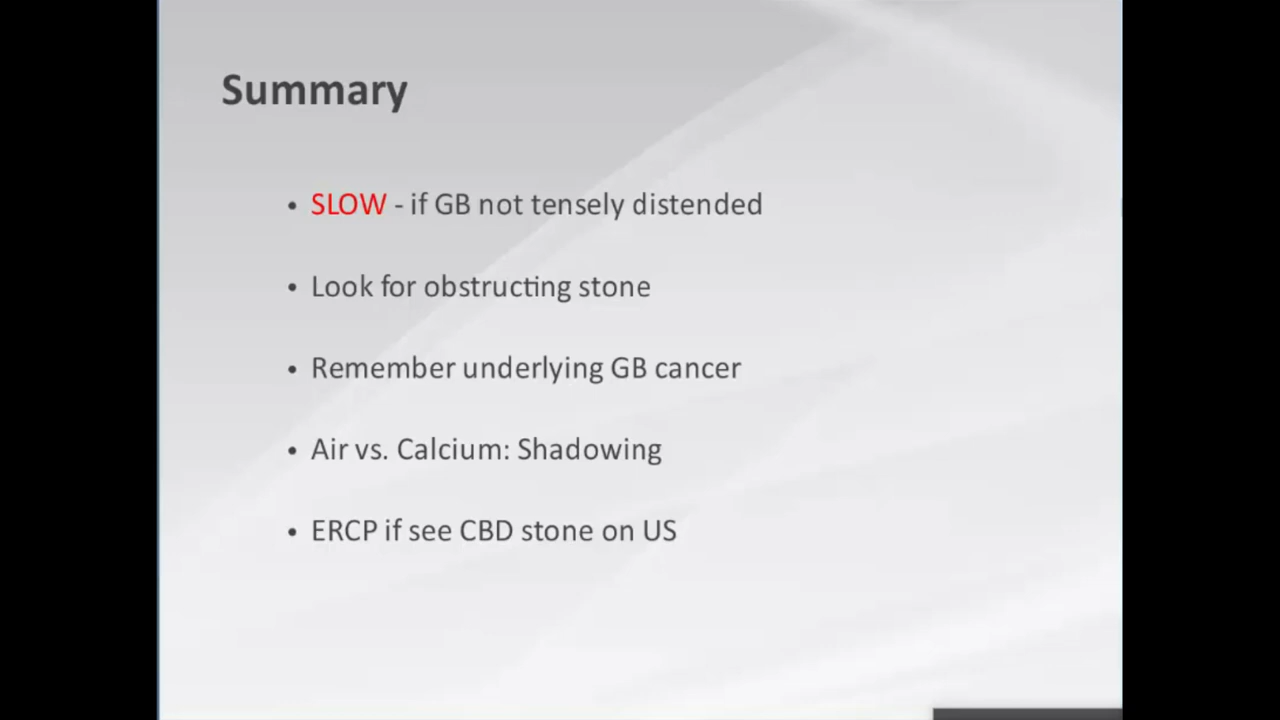 Summary
• SLOW - if GB not tensely distended
• Look for obstructing stone
• Remember underlying GB cancer
• Air vs. Calcium: Shadowing
• ERCP if see CBD stone on US